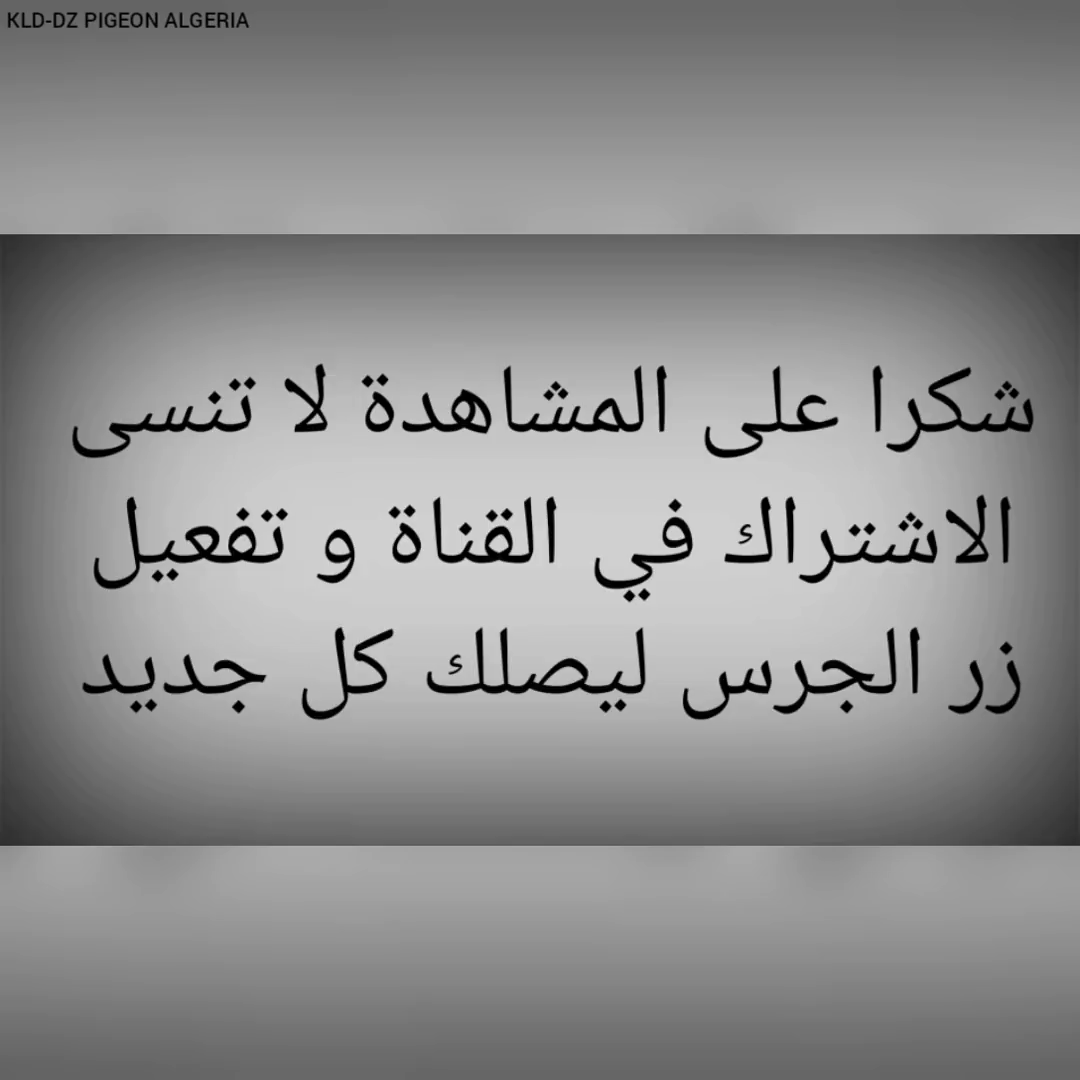 KLD-DZ PIGEON ALGERIA
شكرا على المشاهدة لا تنسى
الاشتراك في القناة و تفعيل
زر الجرس ليصلك كل جديد